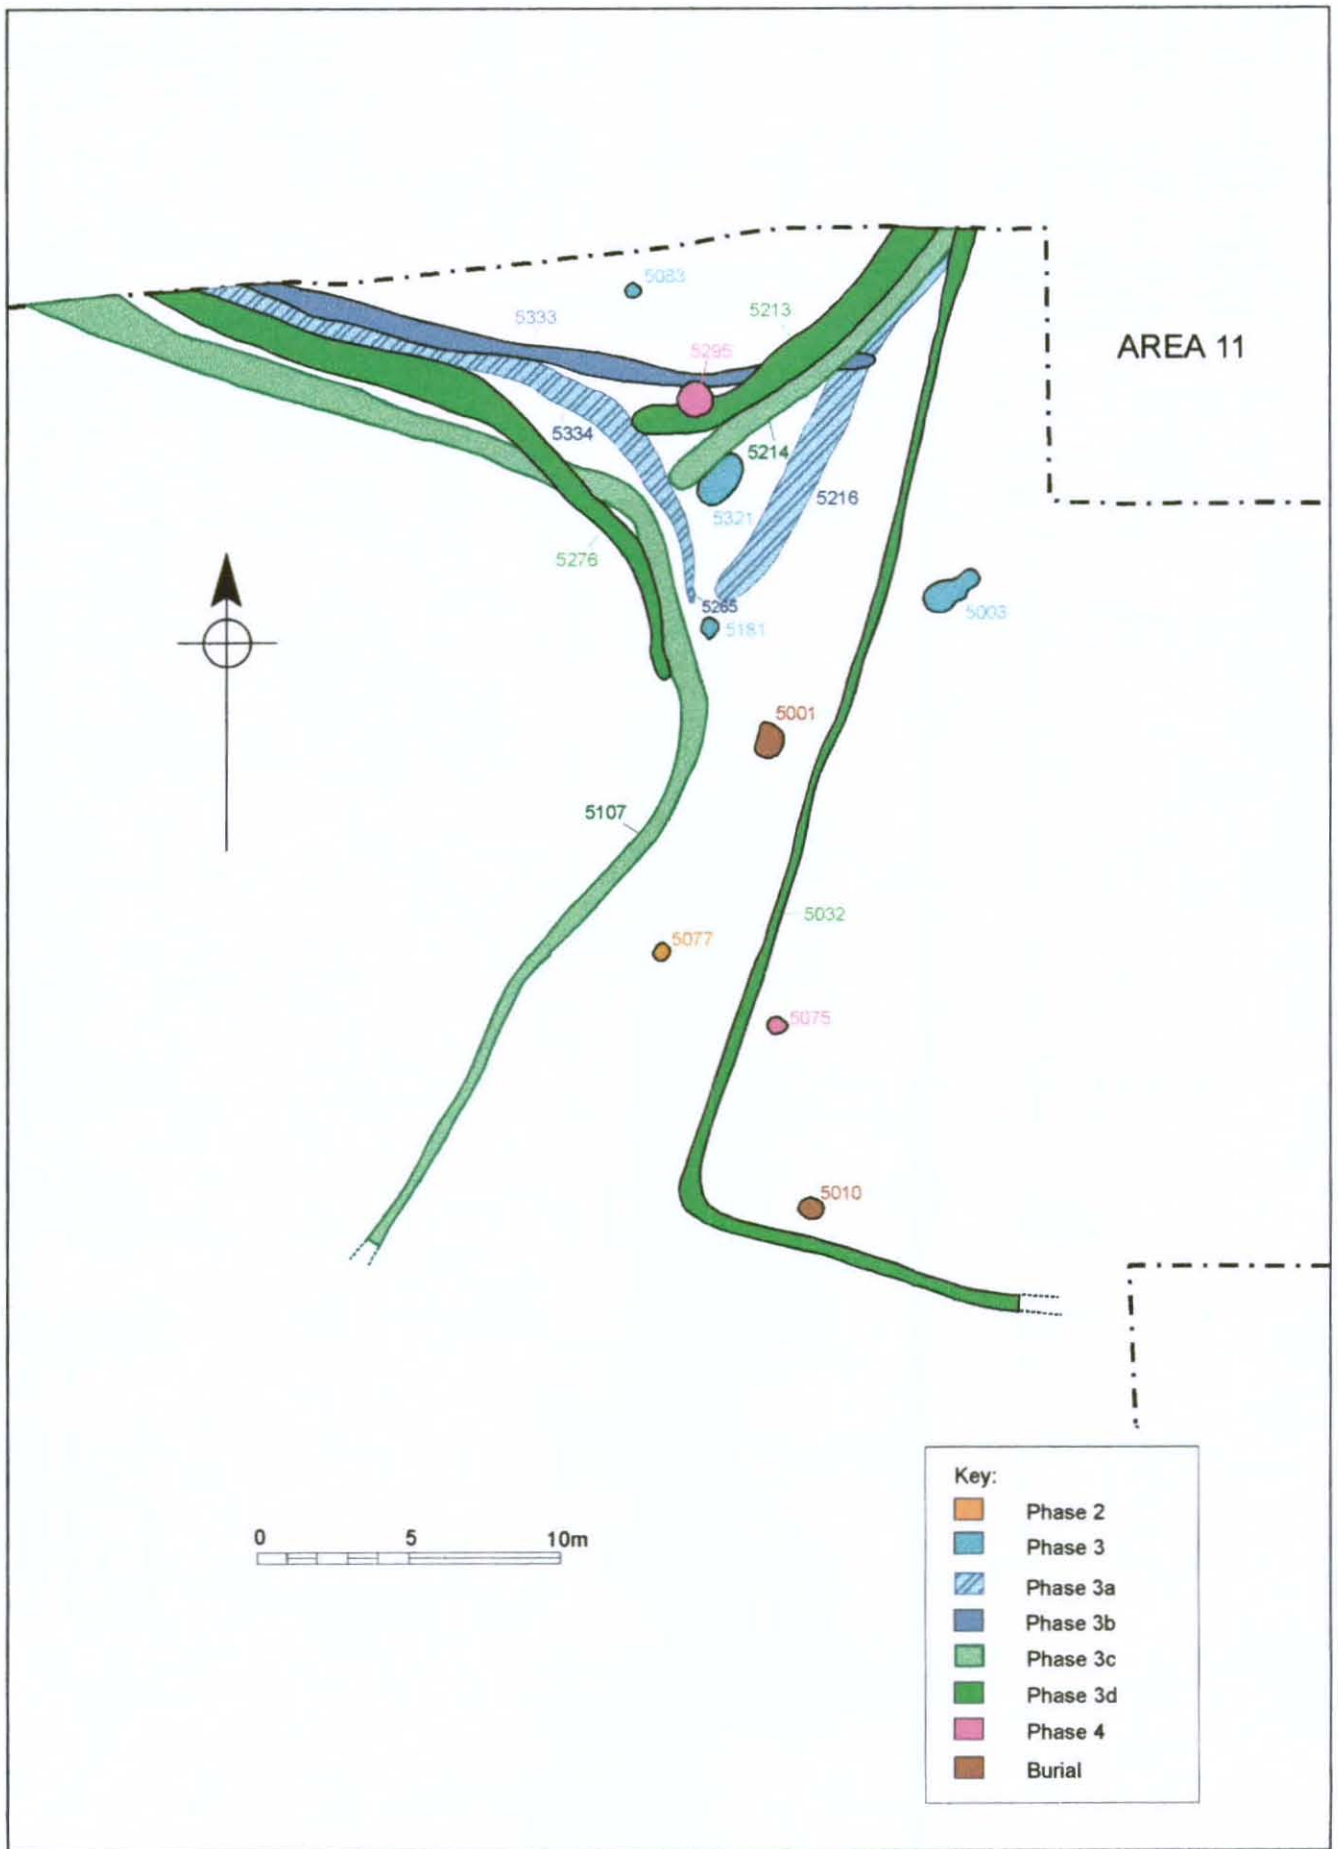 5083
5333
5213
AREA 11
5295
5334
5214
5216
5321
5276
5265
5003
5181
5001
5107
5032
5077
5075
5010
Key:
0 5 10m
Phase 2
Phase 3
Phase 3a
Phase 3b
Phase 3c
Phase 3d
Phase 4
Burial